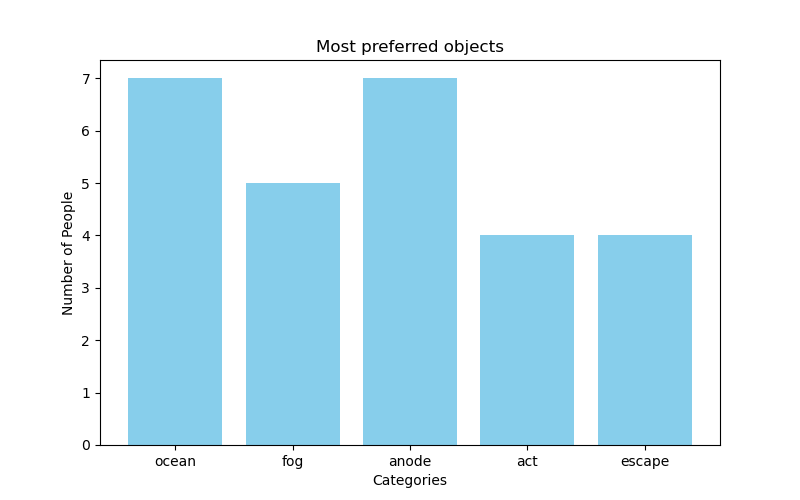 Most preferred objects
Number of People
7
6
5
4
3
2
1
0
ocean fog anode act escape
Categories